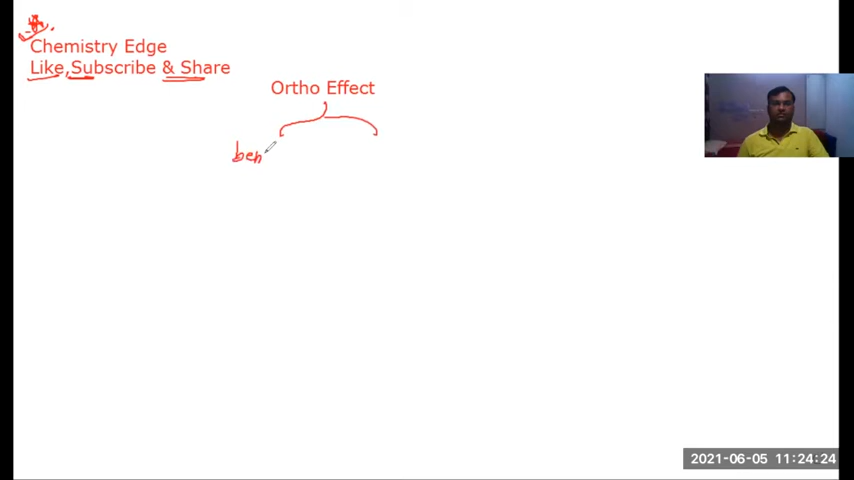 Chemistry Edge
Like,Subscribe & Share
Ortho Effect
ben
2021-06-05 11:24:24